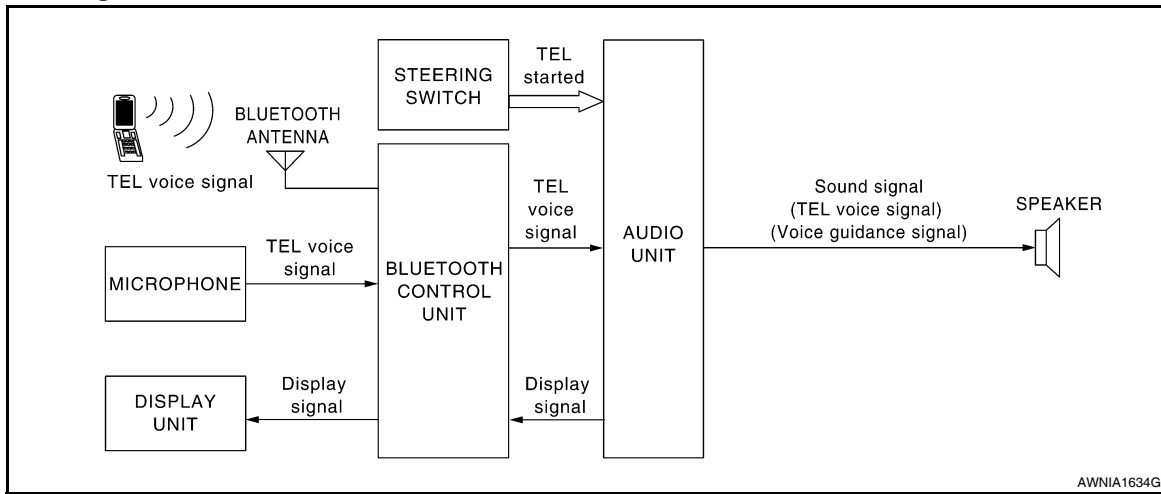 STEERING
SWITCH
TEL
started
BLUETOOTH
ANTENNA
TEL voice signal
TEL voice
signal
MICROPHONE
BLUETOOTH
CONTROL
UNIT
TEL
voice
signal
AUDIO
UNIT
Sound signal
(TEL voice signal)
(Voice guidance signal)
SPEAKER
DISPLAY
UNIT
Display
signal
Display
signal
AWNIA1634G